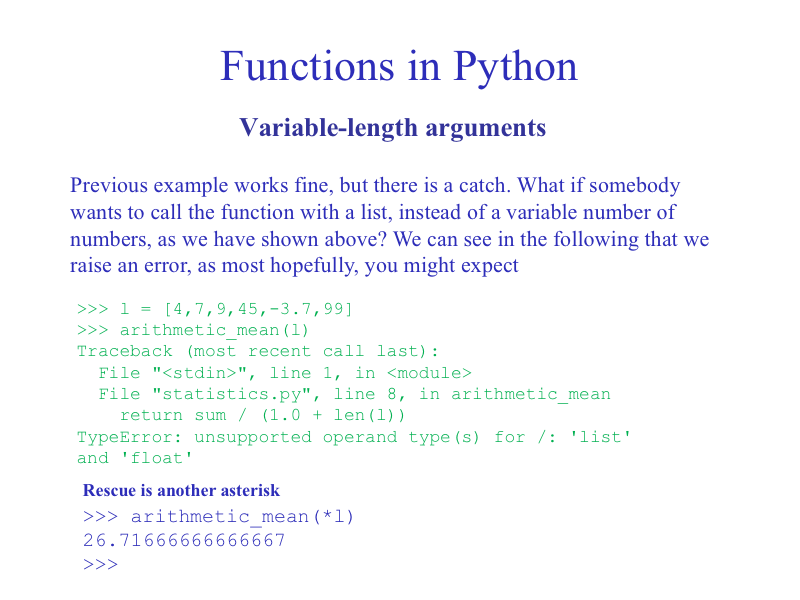 Functions in Python
Variable-length arguments
Previous example works fine, but there is a catch. What if somebody
wants to call the function with a list, instead of a variable number of
numbers, as we have shown above? We can see in the following that we
raise an error, as most hopefully, you might expect
>>> l = [4,7,9,45,-3.7,99]
>>> arithmetic_mean(l)
Traceback (most recent call last):
  File "<stdin>", line 1, in <module>
  File "statistics.py", line 8, in arithmetic_mean
    return sum / (1.0 + len(l))
TypeError: unsupported operand type(s) for /: 'list'
and 'float'
Rescue is another asterisk
>>> arithmetic_mean(*l)
26.71666666666667
>>>